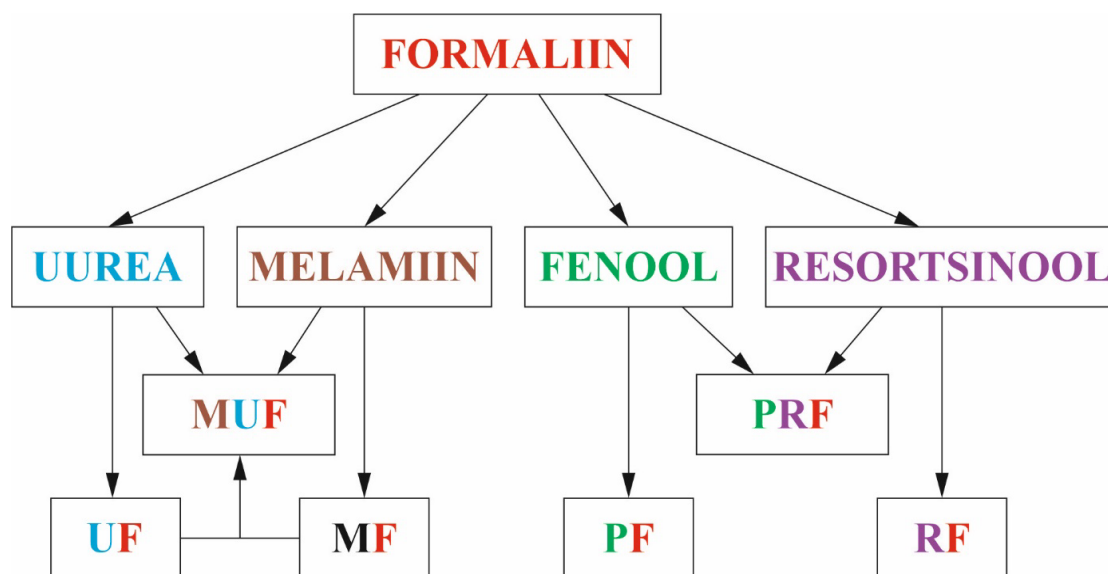 FORMALIIN
UUREA
MELAMIIN
FENOOL
RESORTSINOOL
MUF
PRF
UF
MF
PF
RF